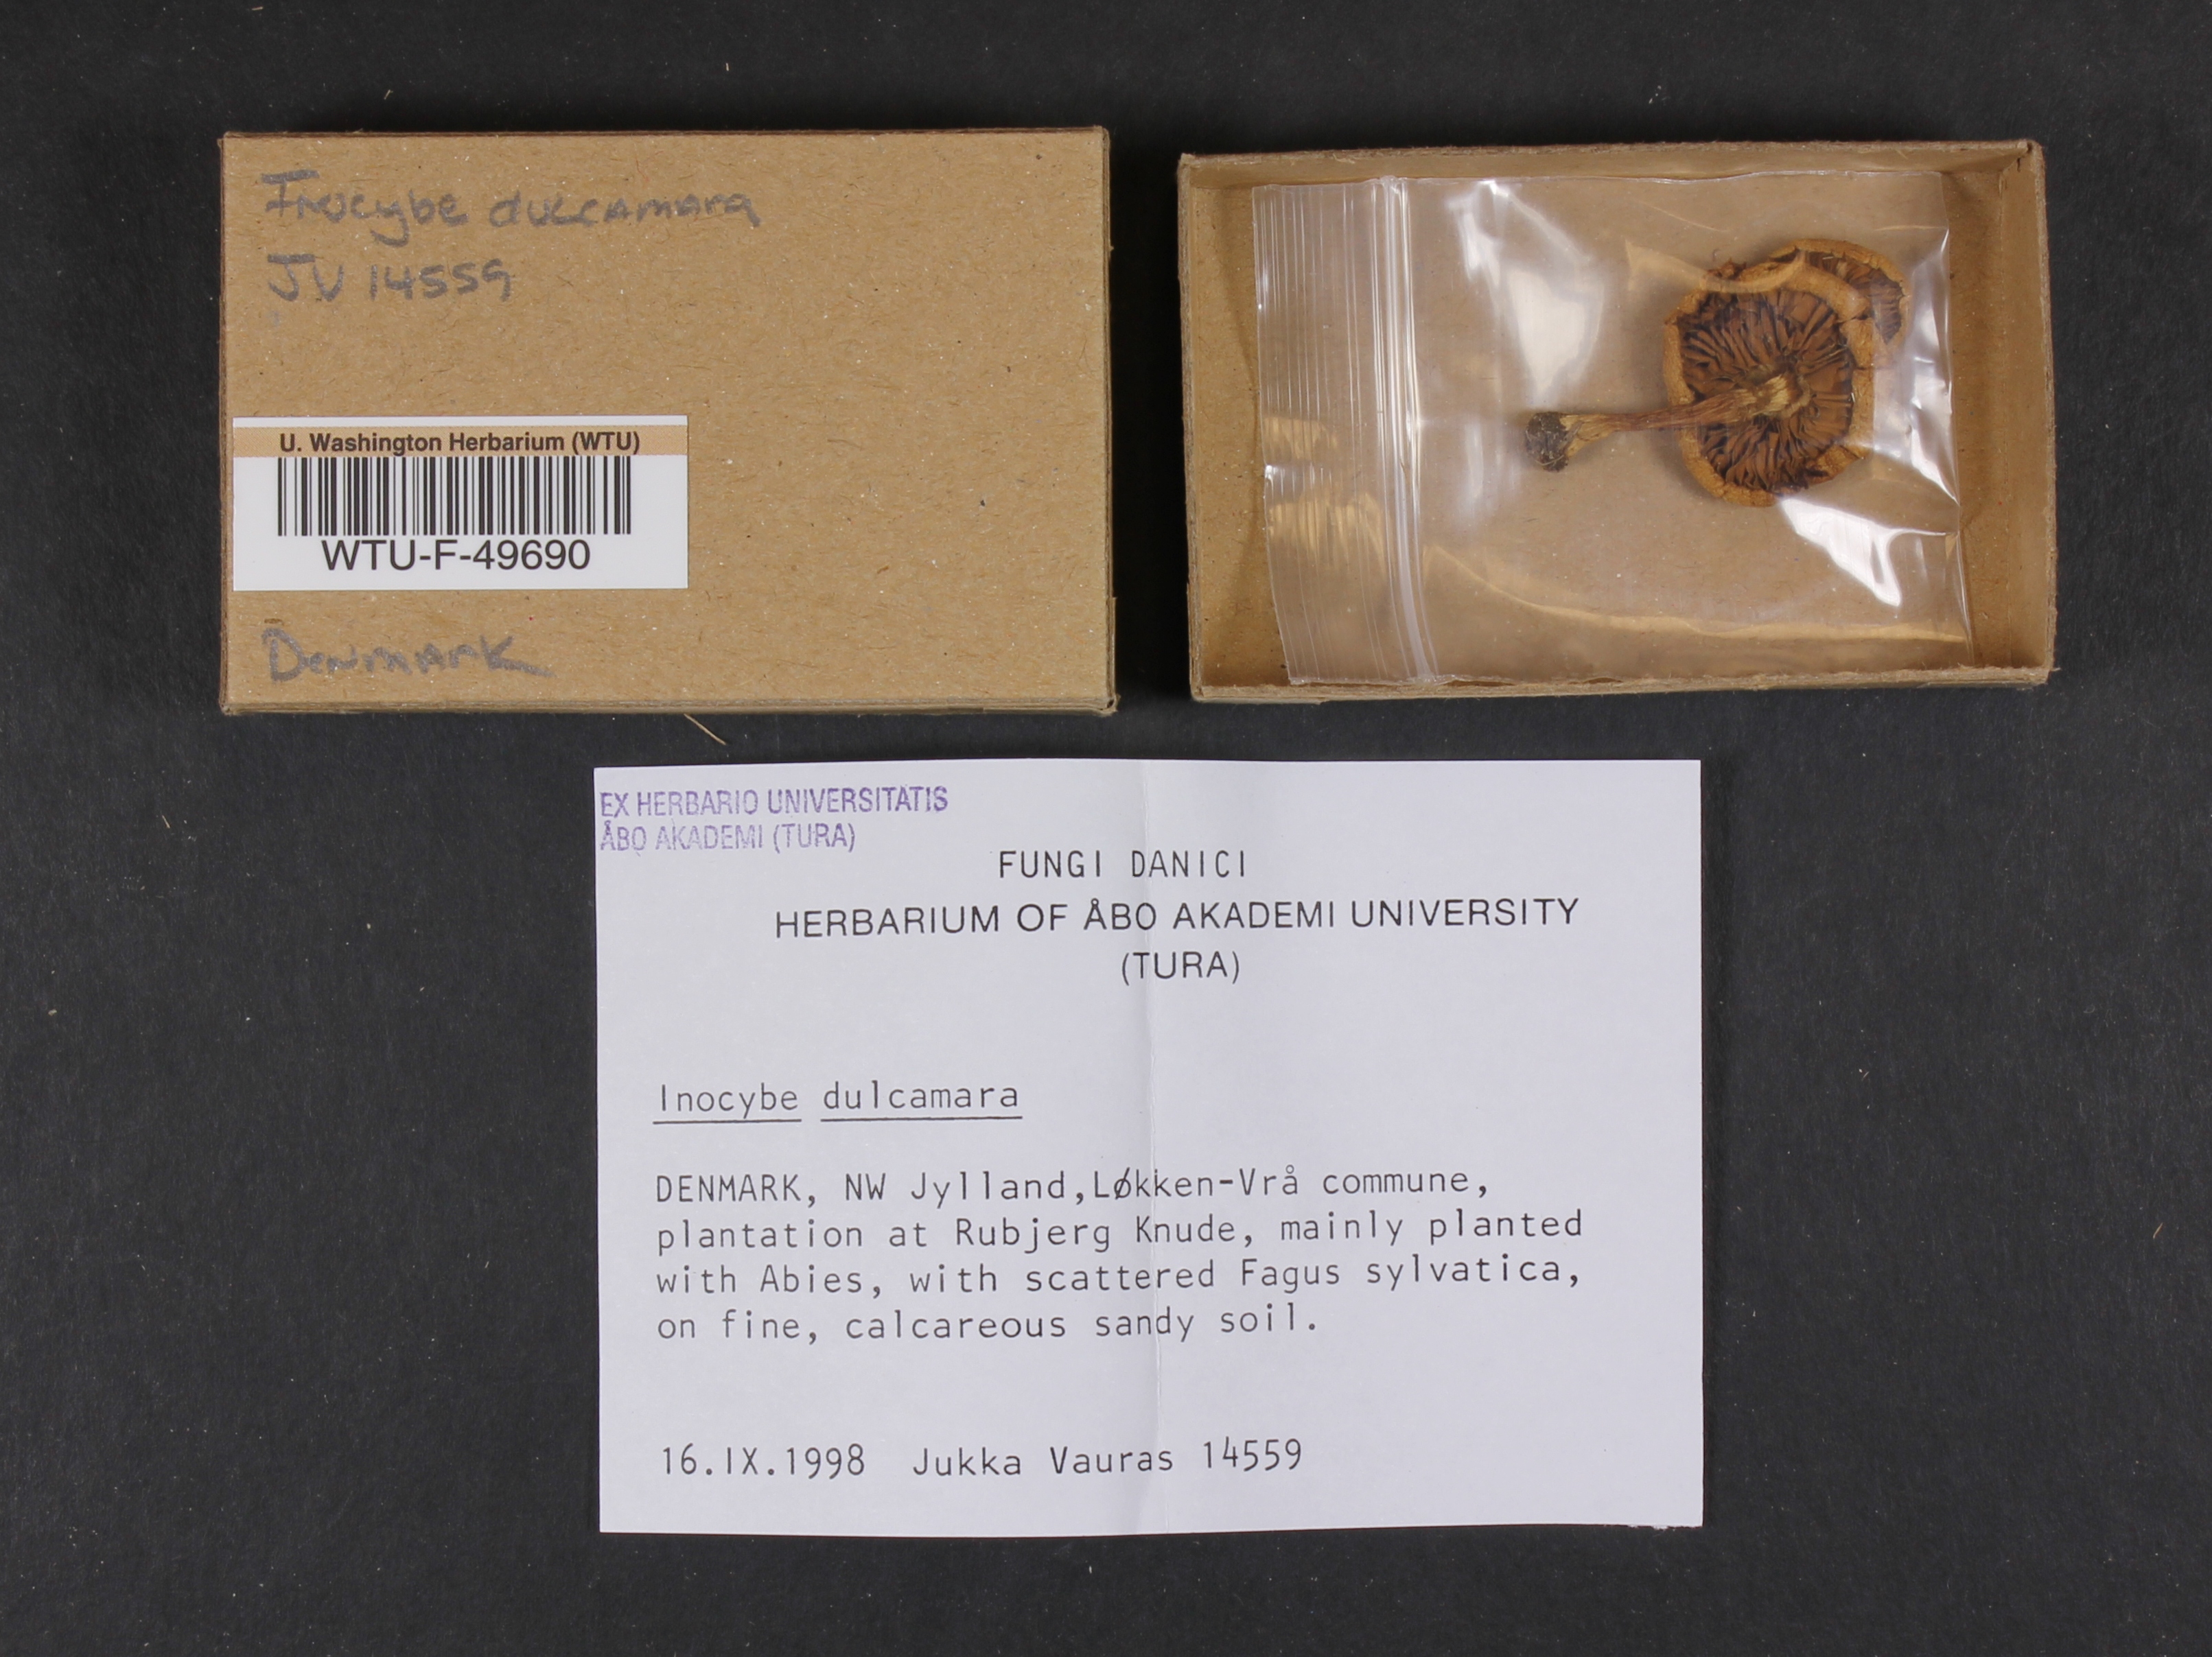 Inocybe dulcamara
JV 14559
U. Washington Herbarium (WTU)
WTU-F-49690
Denmark
EX HERBARIO UNIVERSITATIS
ÅBO AKADEMI (TURA)
FUNGI DANICI
HERBARIUM OF ÅBO AKADEMI UNIVERSITY
(TURA)
Inocybe dulcamara
DENMARK, NW Jylland,Løkken-Vrå commune,
plantation at Rubjerg Knude, mainly planted
with Abies, with scattered Fagus sylvatica,
on fine, calcareous sandy soil.
16.IX.1998 Jukka Vauras 14559